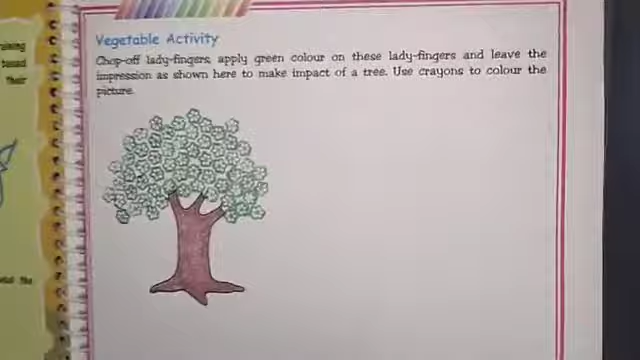 Vegetable Activity
Chop-off lady-fingers, apply green colour on these lady-fingers and leave the
impression as shown here to make impact of a tree. Use crayons to colour the
picture.